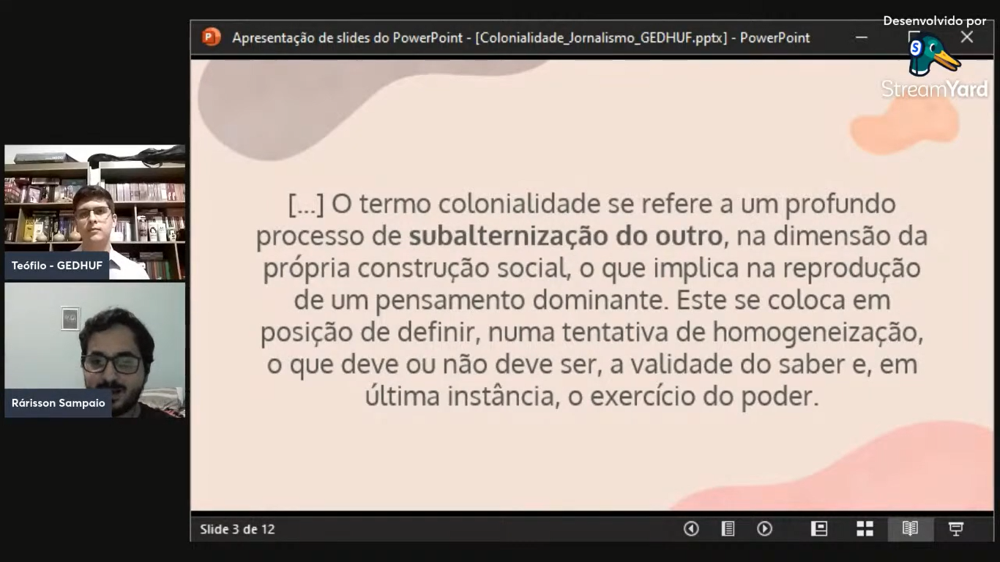 Desenvolvido por
StreamYard
Apresentação de slides do PowerPoint - [Colonialidade_Jornalismo_GEDHUF.pptx] - PowerPoint
[...] O termo colonialidade se refere a um profundo
processo de subalternização do outro, na dimensão da
própria construção social, o que implica na reprodução
de um pensamento dominante. Este se coloca em
posição de definir, numa tentativa de homogeneização,
o que deve ou não deve ser, a validade do saber e, em
última instância, o exercício do poder.
Teófilo - GEDHUF
Rárisson Sampaio
Slide 3 de 12